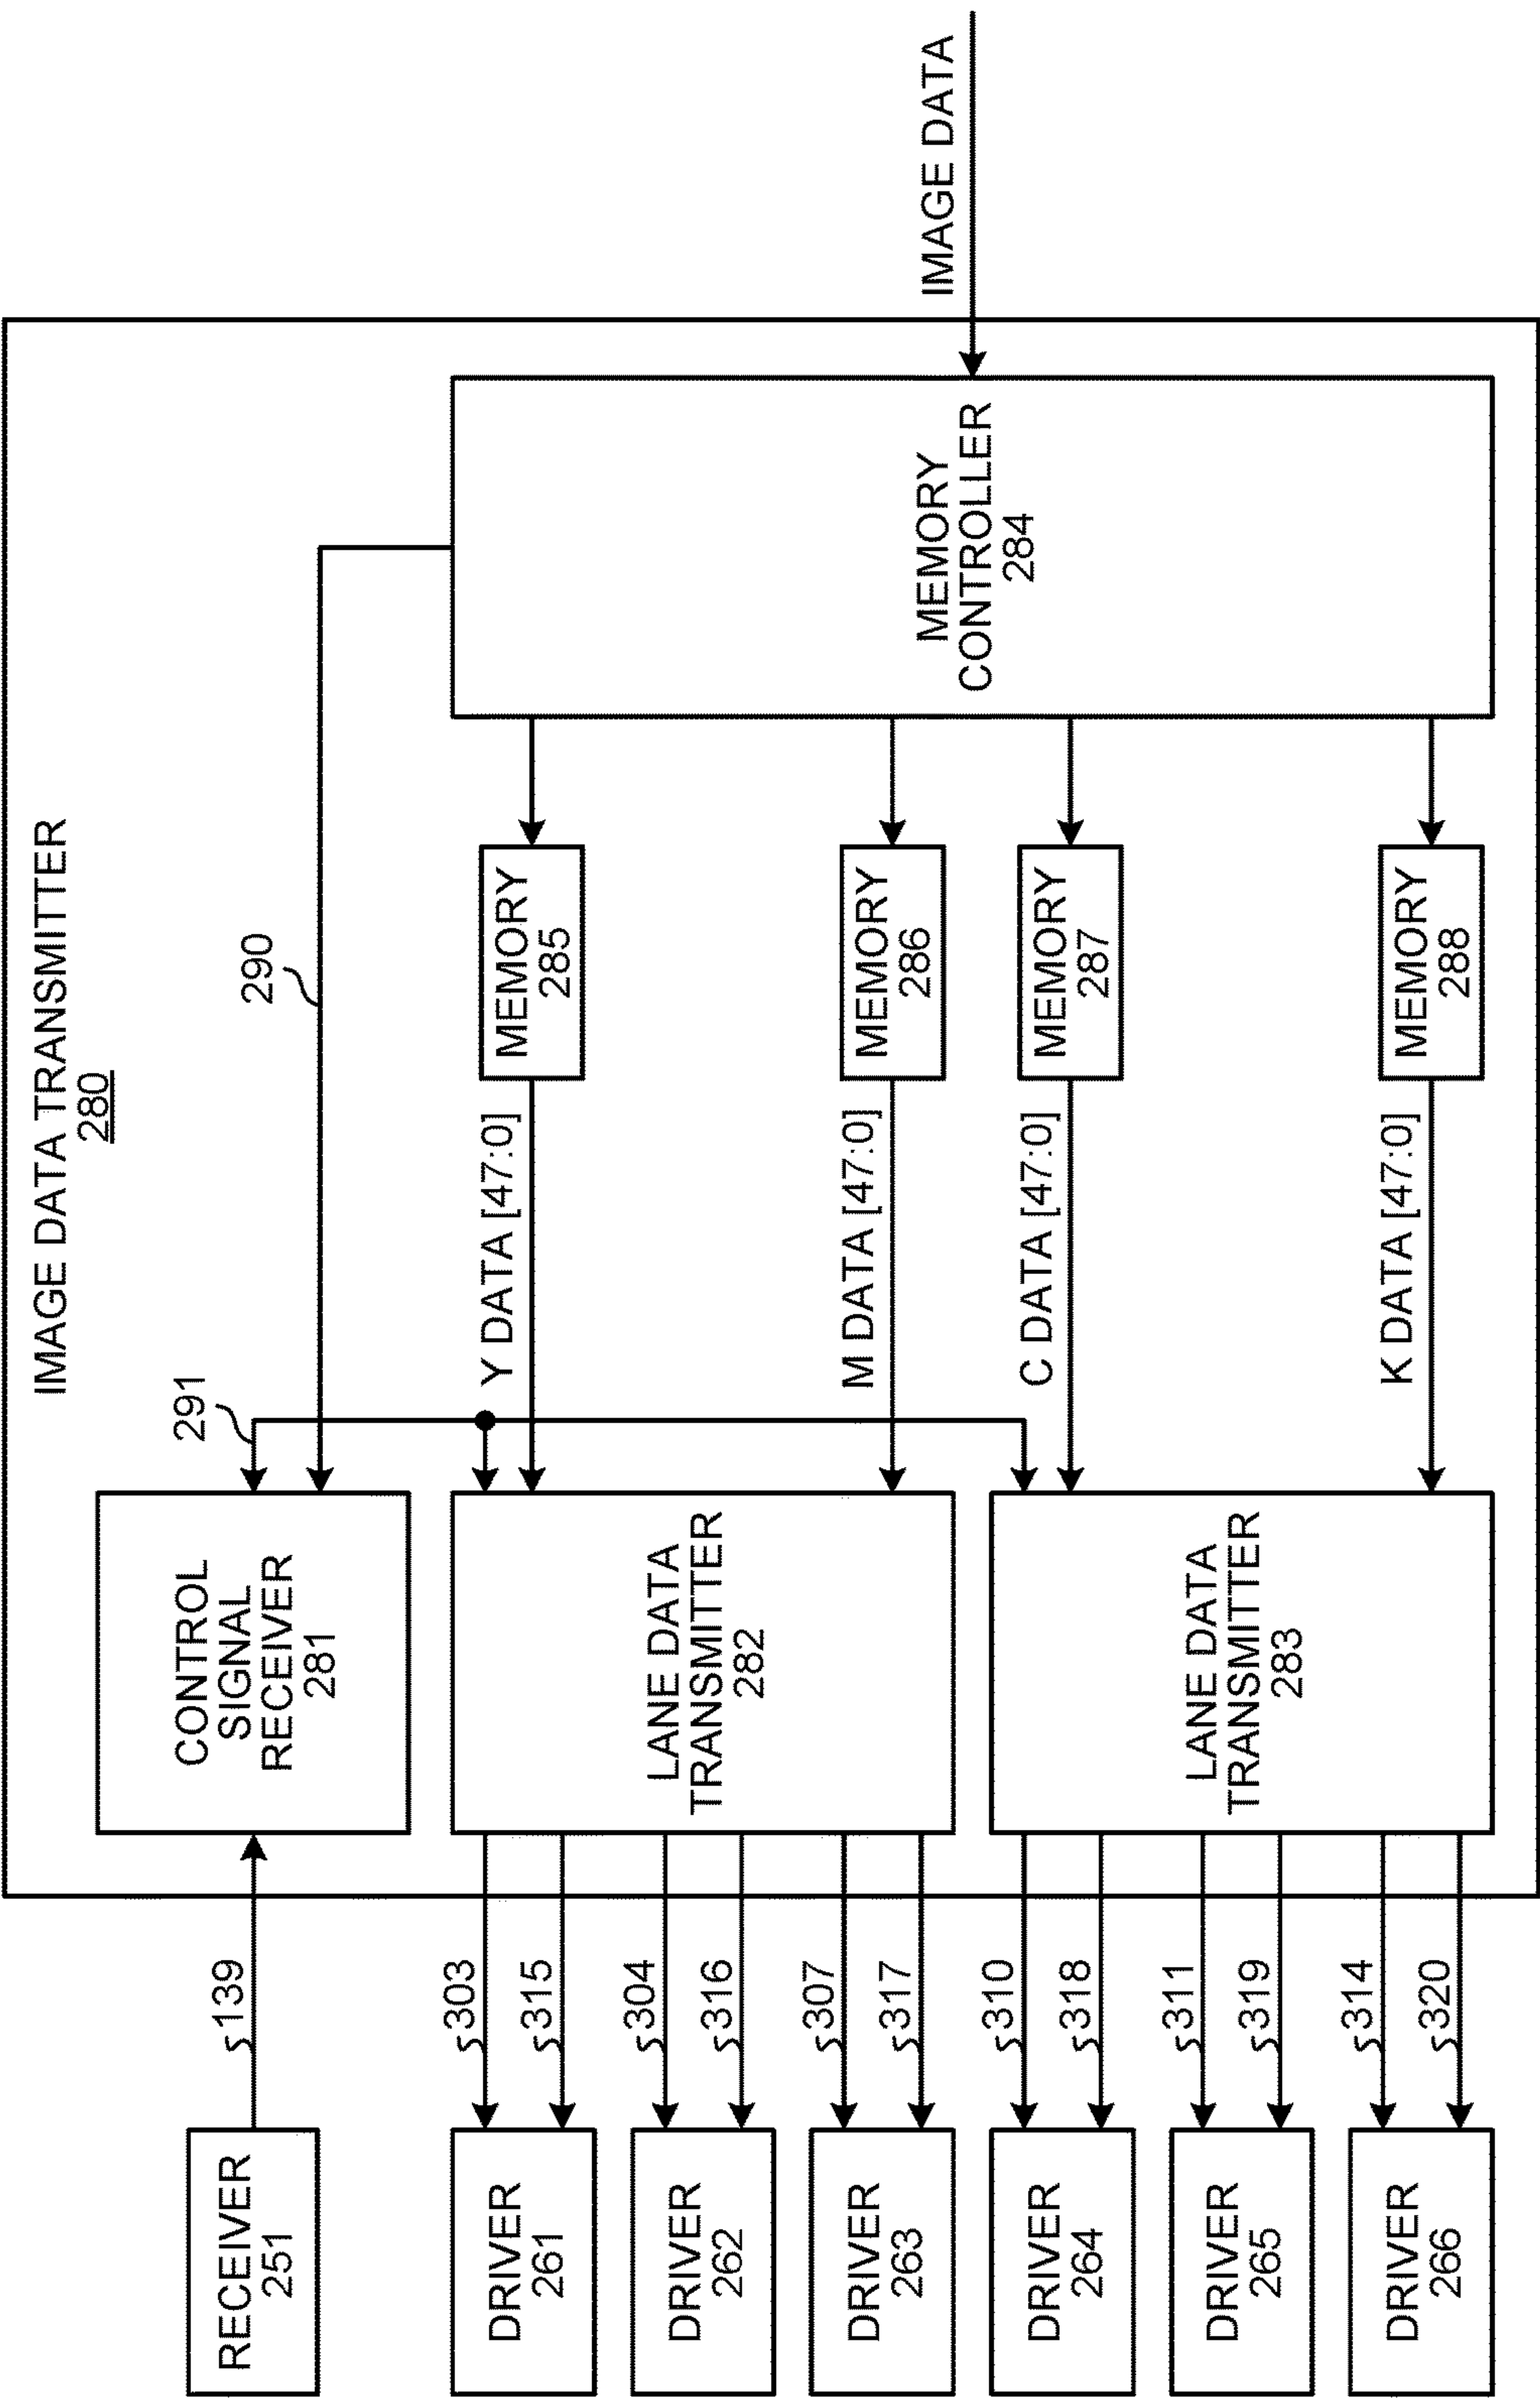 IMAGE DATA TRANSMITTER
280
RECEIVER
251
139
CONTROL
SIGNAL
RECEIVER
281
291
290
DRIVER
261
303
315
DRIVER
262
304
316
DRIVER
263
307
317
LANE DATA
TRANSMITTER
282
Y DATA [47:0]
MEMORY
285
M DATA [47:0]
MEMORY
286
DRIVER
264
310
318
DRIVER
265
311
319
DRIVER
266
314
320
LANE DATA
TRANSMITTER
283
C DATA [47:0]
MEMORY
287
K DATA [47:0]
MEMORY
288
MEMORY
CONTROLLER
284
IMAGE DATA